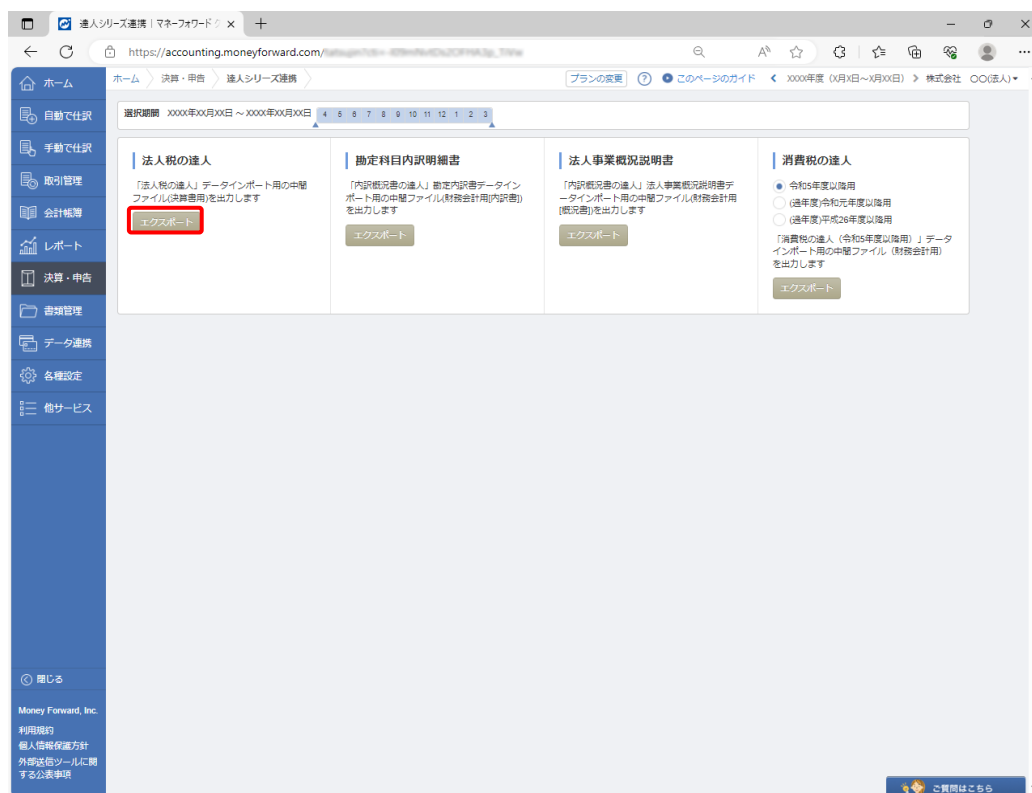 達人シリーズ連携 | マネーフォワード ク
https://accounting.moneyforward.com/
ホーム
自動で仕訳
手動で仕訳
取引管理
会計帳簿
レポート
決算・申告
書類管理
データ連携
各種設定
他サービス
閉じる
Money Forward, Inc.
利用規約
個人情報保護方針
外部送信ツールに関
する公表事項
ホーム 決算・申告 達人シリーズ連携
プランの変更 ? このページのガイド XXXX年度 (X月X日～X月XX日) 株式会社 〇〇(法人)
選択期間 XXXX年XX月XX日 ～ XXXX年XX月XX日 4 5 6 7 8 9 10 11 12 1 2 3
法人税の達人
「法人税の達人」データインポート用の中間
ファイル(決算書用)を出力します
エクスポート
勘定科目内訳明細書
「内訳概況書の達人」勘定内訳書データイン
ポート用の中間ファイル(財務会計用[内訳書])
を出力します
エクスポート
法人事業概況説明書
「内訳概況書の達人」法人事業概況説明書デ
ータインポート用の中間ファイル(財務会計用
[概況書])を出力します
エクスポート
消費税の達人
令和5年度以降用
(過年度)令和元年度以降用
(過年度)平成26年度以降用
「消費税の達人（令和5年度以降用）」データ
インポート用の中間ファイル（財務会計用）
を出力します
エクスポート
ご質問はこちら